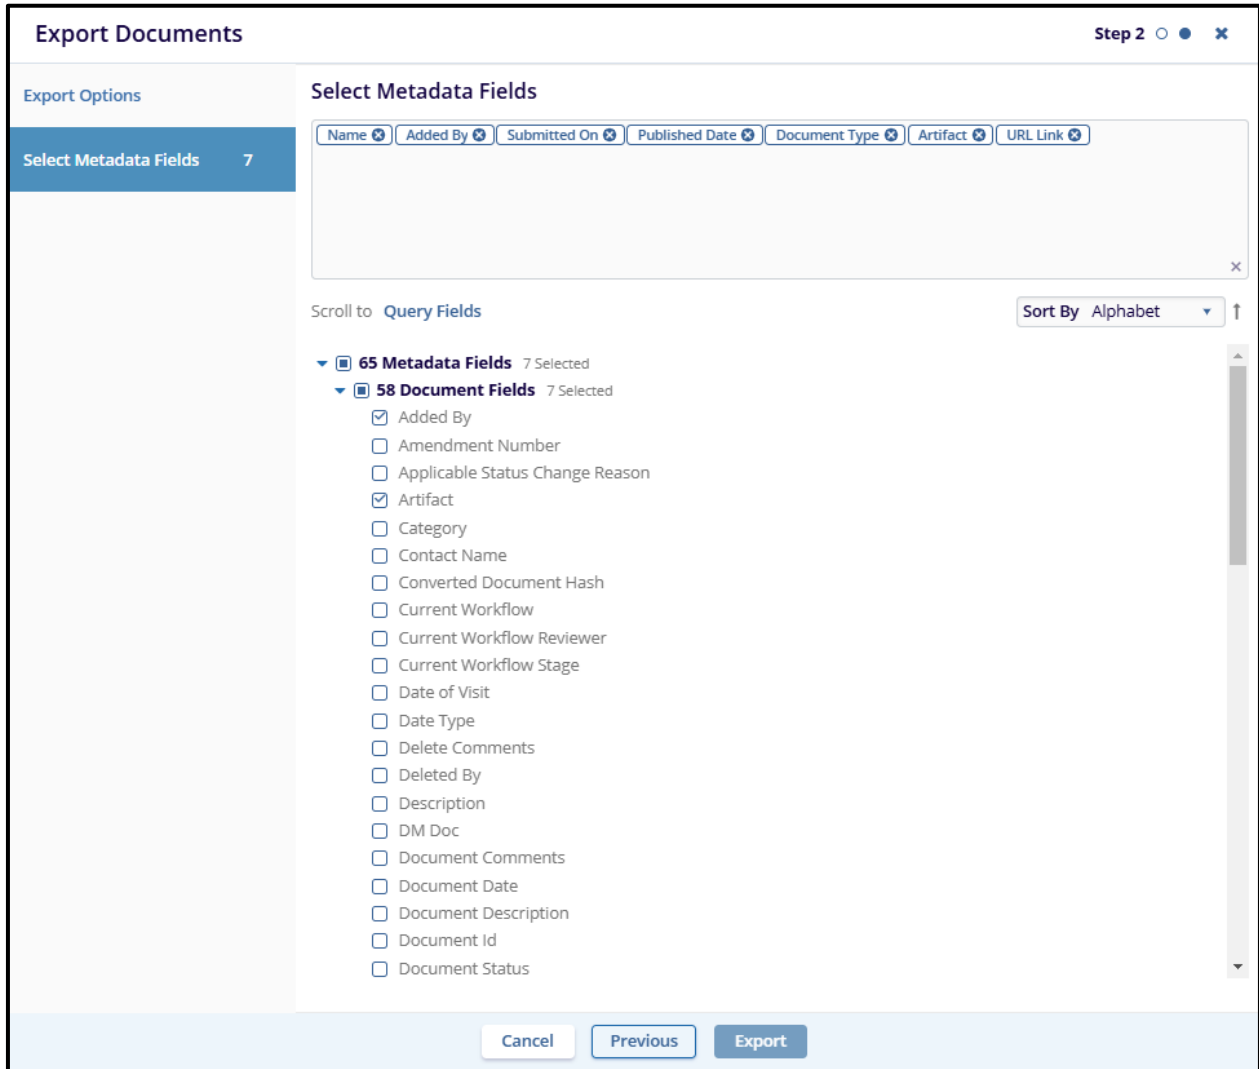 Export Documents
Step 2
Export Options
Select Metadata Fields 7
Select Metadata Fields
Name Added By Submitted On Published Date Document Type Artifact URL Link
Scroll to Query Fields
Sort By Alphabet
65 Metadata Fields 7 Selected
58 Document Fields 7 Selected
Added By
Amendment Number
Applicable Status Change Reason
Artifact
Category
Contact Name
Converted Document Hash
Current Workflow
Current Workflow Reviewer
Current Workflow Stage
Date of Visit
Date Type
Delete Comments
Deleted By
Description
DM Doc
Document Comments
Document Date
Document Description
Document Id
Document Status
Cancel Previous Export